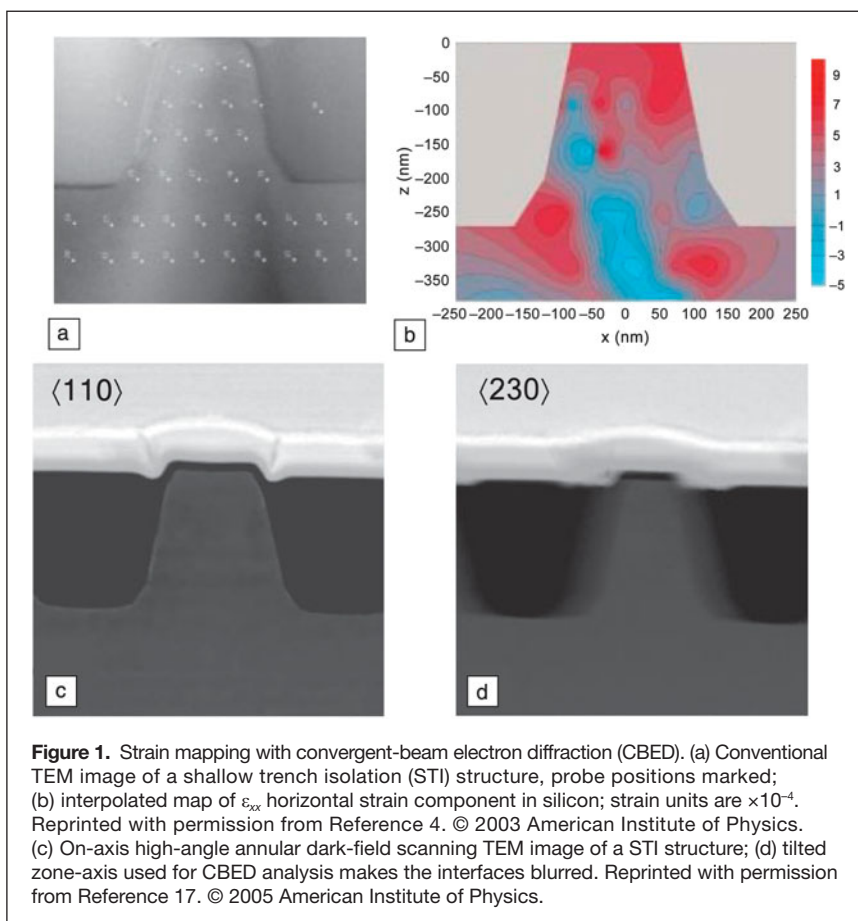 0
−50
−100
−150
−200
−250
−300
−350
z (nm)
−250 −200 −150 −100 −50 0 50 100 150 200 250
x (nm)
9
7
5
3
1
−1
−3
−5
a
b
⟨110⟩
⟨230⟩
c
d
Figure 1. Strain mapping with convergent-beam electron diffraction (CBED). (a) Conventional
TEM image of a shallow trench isolation (STI) structure, probe positions marked;
(b) interpolated map of εxx horizontal strain component in silicon; strain units are ×10−4.
Reprinted with permission from Reference 4. © 2003 American Institute of Physics.
(c) On-axis high-angle annular dark-field scanning TEM image of a STI structure; (d) tilted
zone-axis used for CBED analysis makes the interfaces blurred. Reprinted with permission
from Reference 17. © 2005 American Institute of Physics.